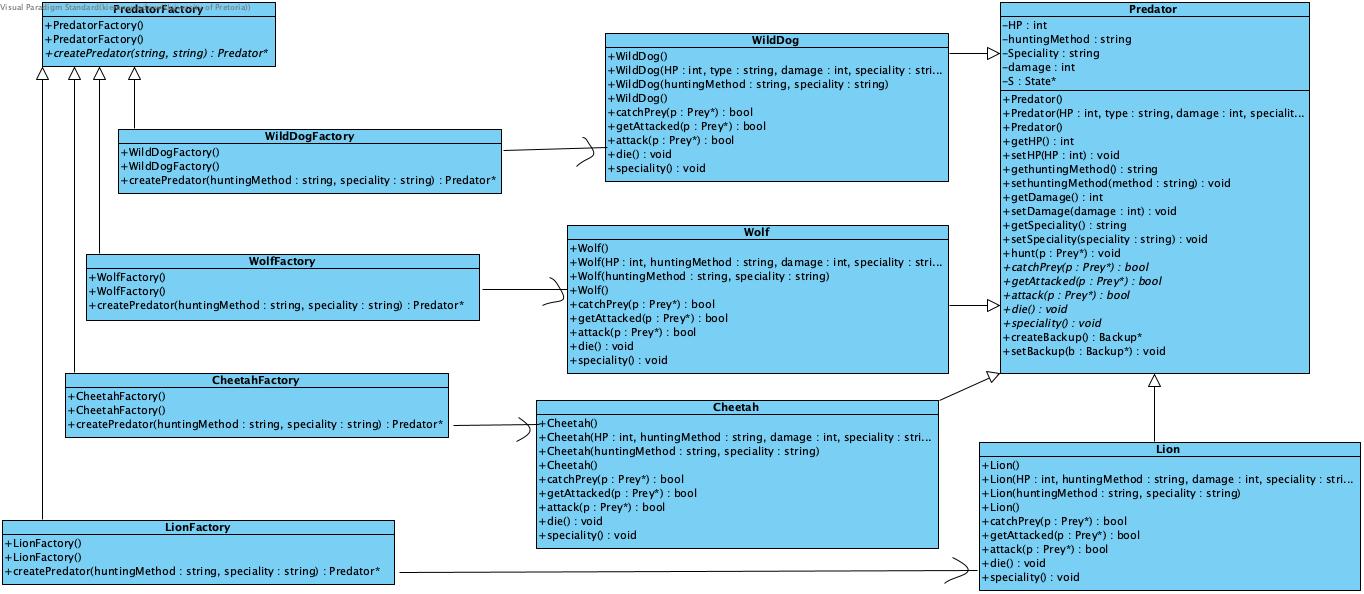 Visual Paradigm Standard(
of Pretoria))
PredatorFactory
+PredatorFactory()
+PredatorFactory()
+createPredator(string, string) : Predator*
WildDogFactory
+WildDogFactory()
+WildDogFactory()
+createPredator(huntingMethod : string, speciality : string) : Predator*
WolfFactory
+WolfFactory()
+WolfFactory()
+createPredator(huntingMethod : string, speciality : string) : Predator*
CheetahFactory
+CheetahFactory()
+CheetahFactory()
+createPredator(huntingMethod : string, speciality : string) : Predator*
LionFactory
+LionFactory()
+LionFactory()
+createPredator(huntingMethod : string, speciality : string) : Predator*
WildDog
+WildDog()
+WildDog(HP : int, type : string, damage : int, speciality : stri...
+WildDog(huntingMethod : string, speciality : string)
+WildDog()
+catchPrey(p : Prey*) : bool
+getAttacked(p : Prey*) : bool
+attack(p : Prey*) : bool
+die() : void
+speciality() : void
Wolf
+Wolf()
+Wolf(HP : int, huntingMethod : string, damage : int, speciality : stri...
+Wolf(huntingMethod : string, speciality : string)
+Wolf()
+catchPrey(p : Prey*) : bool
+getAttacked(p : Prey*) : bool
+attack(p : Prey*) : bool
+die() : void
+speciality() : void
Cheetah
+Cheetah()
+Cheetah(HP : int, huntingMethod : string, damage : int, speciality : stri...
+Cheetah(huntingMethod : string, speciality : string)
+Cheetah()
+catchPrey(p : Prey*) : bool
+getAttacked(p : Prey*) : bool
+attack(p : Prey*) : bool
+die() : void
+speciality() : void
Predator
-HP : int
-huntingMethod : string
-Speciality : string
-damage : int
-S : State*
+Predator()
+Predator(HP : int, type : string, damage : int, specialit...
+Predator()
+getHP() : int
+setHP(HP : int) : void
+gethuntingMethod() : string
+sethuntingMethod(method : string) : void
+getDamage() : int
+setDamage(damage : int) : void
+getSpeciality() : string
+setSpeciality(speciality : string) : void
+hunt(p : Prey*) : void
+catchPrey(p : Prey*) : bool
+getAttacked(p : Prey*) : bool
+attack(p : Prey*) : bool
+die() : void
+speciality() : void
+createBackup() : Backup*
+setBackup(b : Backup*) : void
Lion
+Lion()
+Lion(HP : int, huntingMethod : string, damage : int, speciality : stri...
+Lion(huntingMethod : string, speciality : string)
+Lion()
+catchPrey(p : Prey*) : bool
+getAttacked(p : Prey*) : bool
+attack(p : Prey*) : bool
+die() : void
+speciality() : void